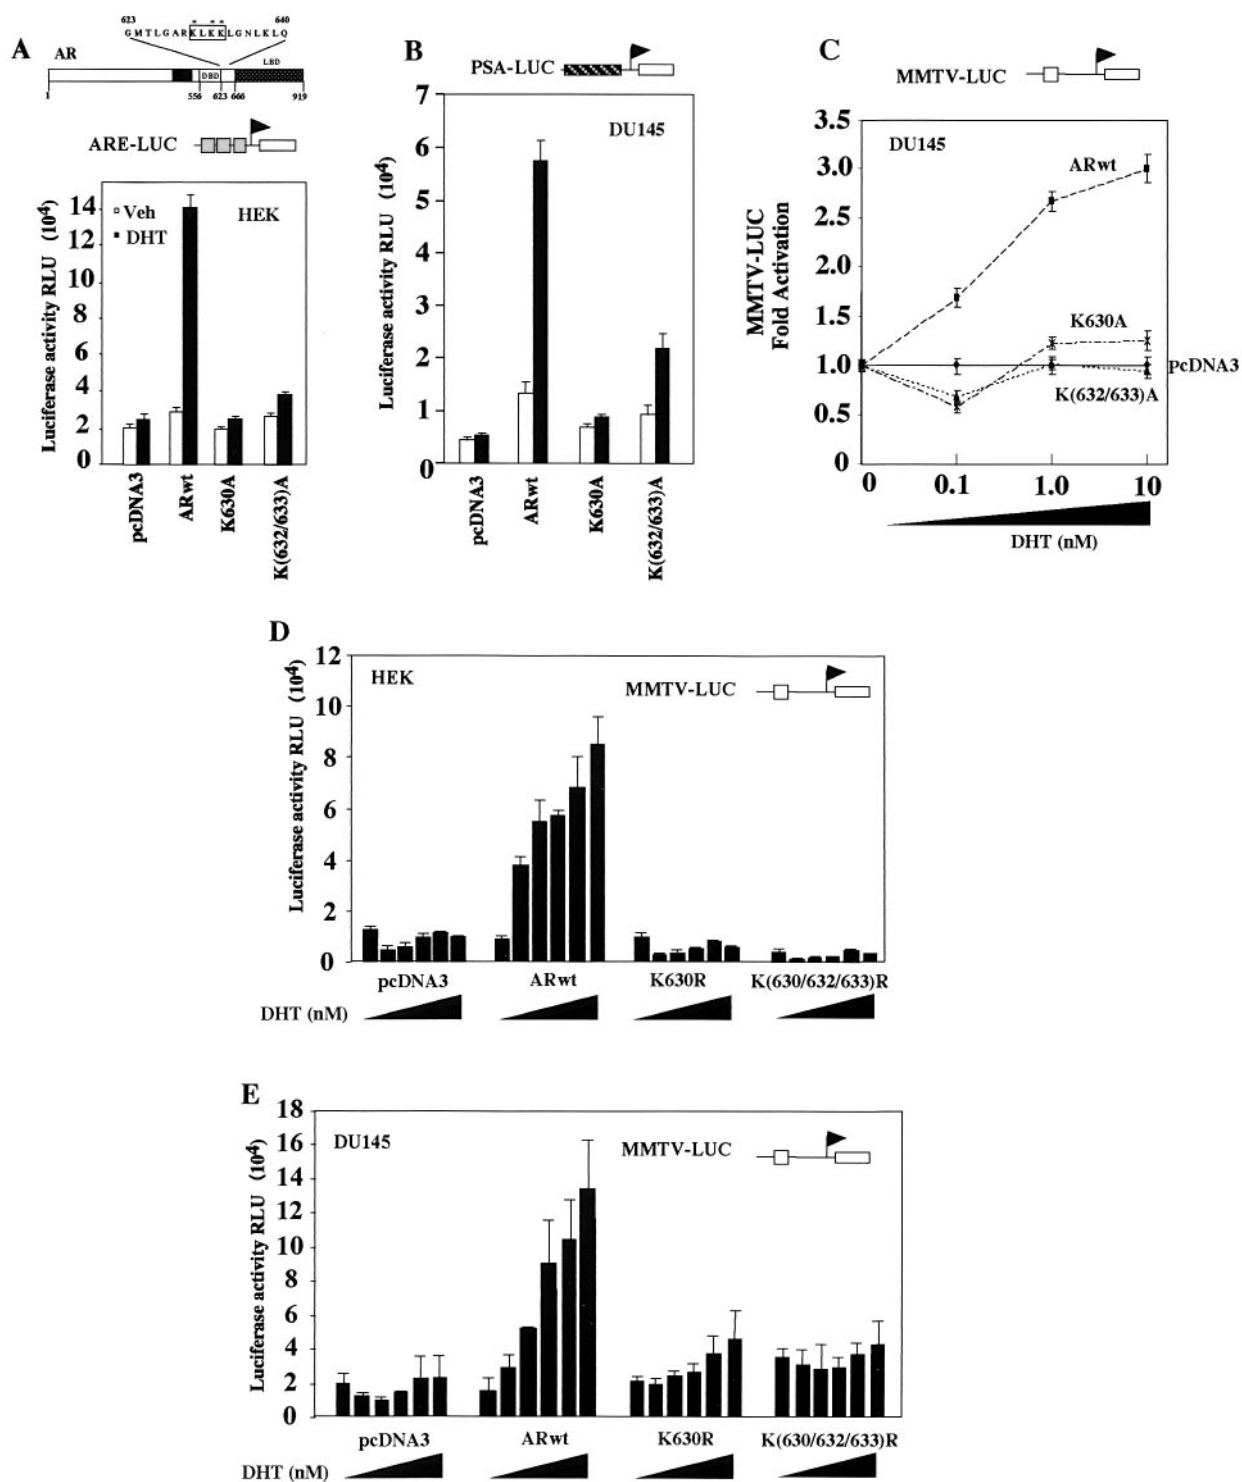 A
623 640
* * *
GMTLGARKLKKLGNLKLQ
AR
DBD
LBD
1 556 623 666 919
ARE-LUC
Luciferase activity RLU (10⁴)
14
12
10
8
6
4
2
0
Veh
DHT
HEK
pcDNA3
ARwt
K630A
K(632/633)A
B
PSA-LUC
Luciferase activity RLU (10⁴)
7
6
5
4
3
2
1
0
DU145
pcDNA3
ARwt
K630A
K(632/633)A
C
MMTV-LUC
MMTV-LUC
Fold Activation
3.5
3.0
2.5
2.0
1.5
1.0
0.5
0
DU145
ARwt
K630A
pcDNA3
K(632/633)A
0 0.1 1.0 10
DHT (nM)
D
Luciferase activity RLU (10⁴)
12
10
8
6
4
2
0
HEK
MMTV-LUC
pcDNA3 ARwt K630R K(630/632/633)R
DHT (nM)
E
Luciferase activity RLU (10⁴)
18
16
14
12
10
8
6
4
2
0
DU145
MMTV-LUC
pcDNA3 ARwt K630R K(630/632/633)R
DHT (nM)